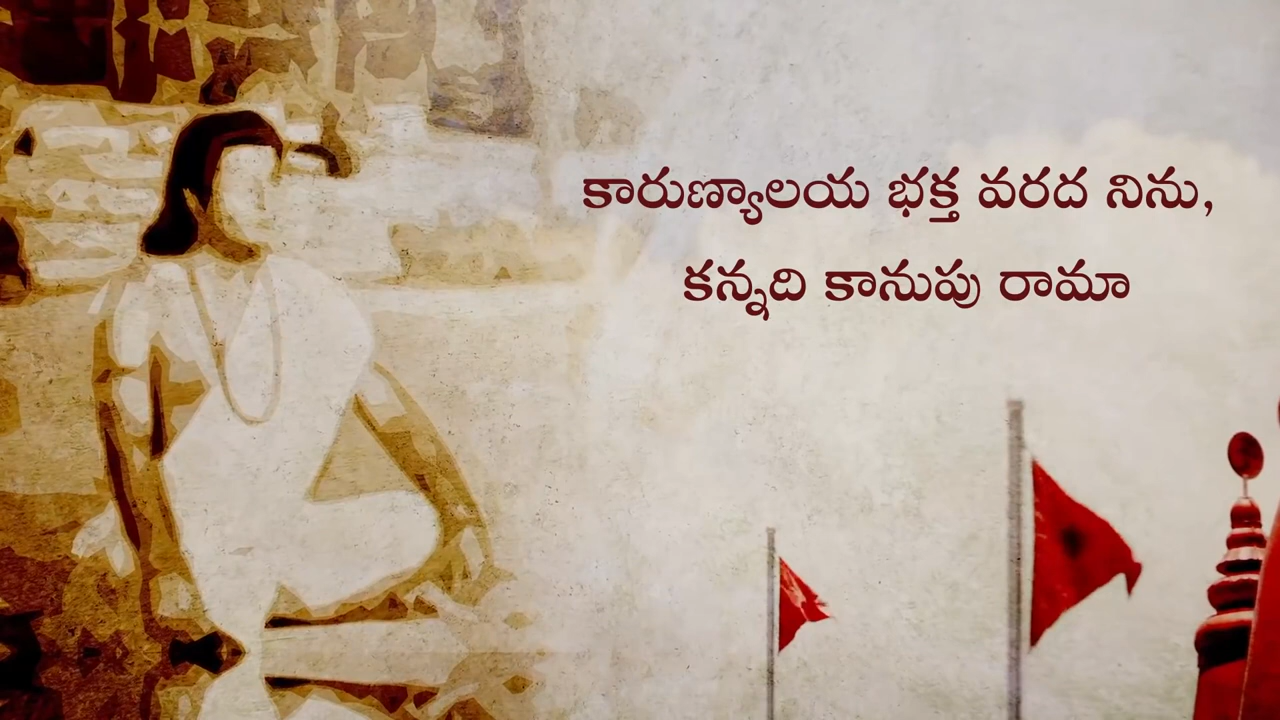 కారుణ్యాలయ భక్త వరద నిను,
కన్నది కానుపు రామా